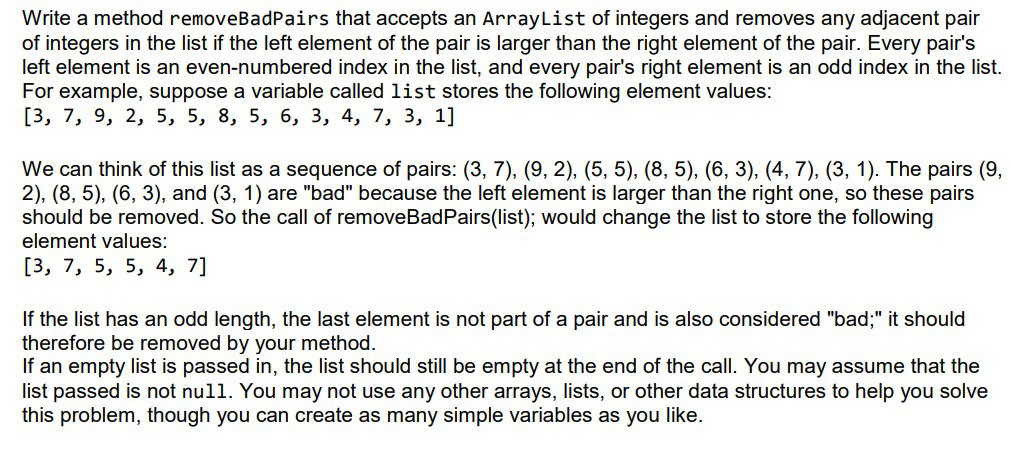 Write a method removeBadPairs that accepts an ArrayList of integers and removes any adjacent pair
of integers in the list if the left element of the pair is larger than the right element of the pair. Every pair's
left element is an even-numbered index in the list, and every pair's right element is an odd index in the list.
For example, suppose a variable called list stores the following element values:
[3, 7, 9, 2, 5, 5, 8, 5, 6, 3, 4, 7, 3, 1]
We can think of this list as a sequence of pairs: (3, 7), (9, 2), (5, 5), (8, 5), (6, 3), (4, 7), (3, 1). The pairs (9,
2), (8, 5), (6, 3), and (3, 1) are "bad" because the left element is larger than the right one, so these pairs
should be removed. So the call of removeBadPairs(list); would change the list to store the following
element values:
[3, 7, 5, 5, 4, 7]
If the list has an odd length, the last element is not part of a pair and is also considered "bad;" it should
therefore be removed by your method.
If an empty list is passed in, the list should still be empty at the end of the call. You may assume that the
list passed is not null. You may not use any other arrays, lists, or other data structures to help you solve
this problem, though you can create as many simple variables as you like.